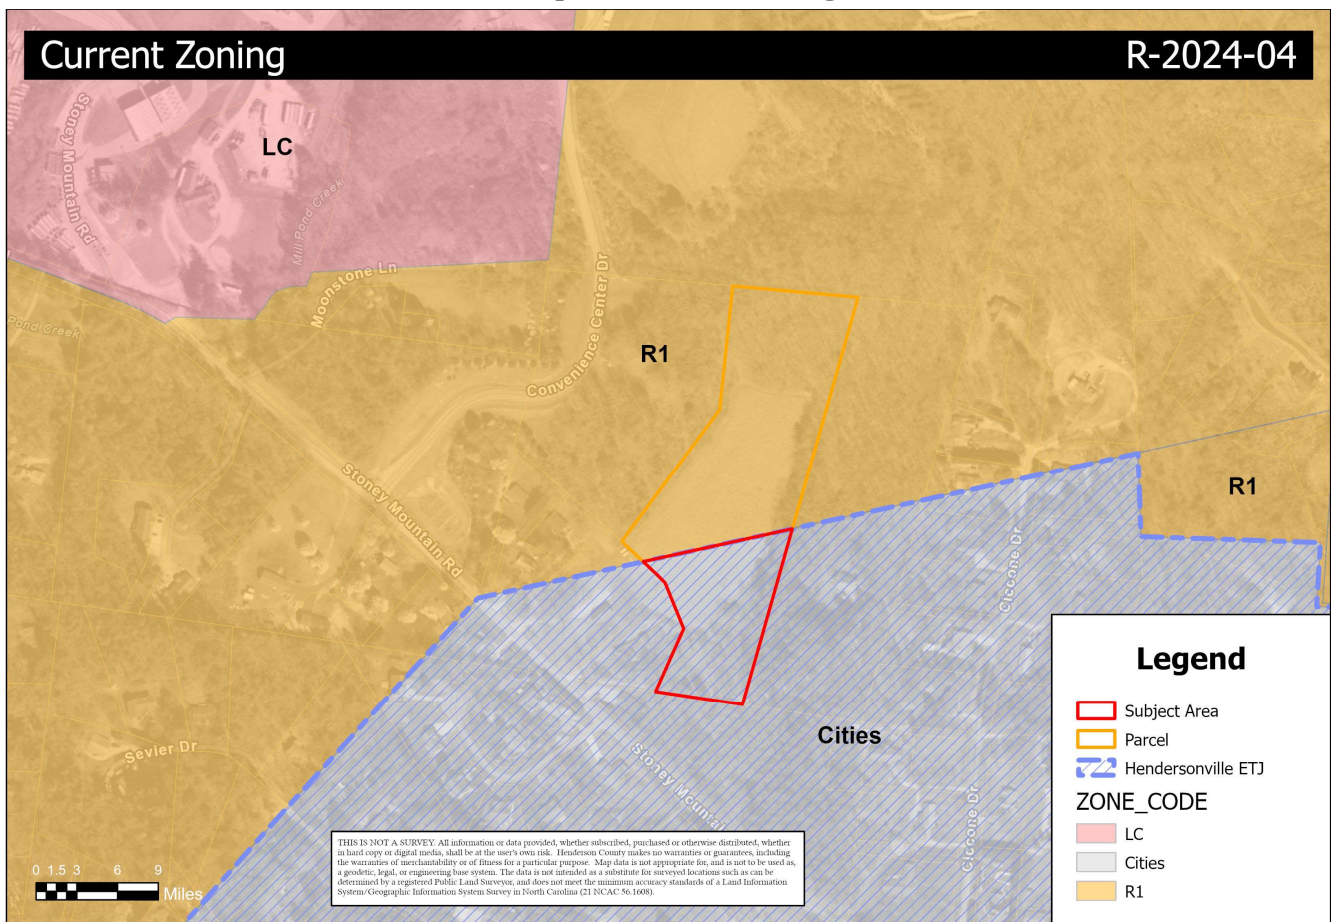 Current Zoning
R-2024-04
Stoney Mountain Rd
LC
Mill Pond Creek
Moonstone Ln
Pond Creek
Convenience Center Dr
R1
Stoney Mountain Rd
R1
Ciccone Dr
Sevier Dr
Cities
Stoney Mountain
Ciccone Dr
Legend
Subject Area
Parcel
Hendersonville ETJ
ZONE_CODE
LC
Cities
R1
0 1.5 3 6 9
Miles
THIS IS NOT A SURVEY. All information or data provided, whether subscribed, purchased or otherwise distributed, whether
in hard copy or digital media, shall be at the user's own risk. Henderson County makes no warranties or guarantees, including
the warranties of merchantability or of fitness for a particular purpose. Map data is not appropriate for, and is not to be used as,
a geodetic, legal, or engineering base system. The data is not intended as a substitute for surveyed locations such as can be
determined by a registered Public Land Surveyor, and does not meet the minimum accuracy standards of a Land Information
System/Geographic Information System Survey in North Carolina (21 NCAC 56.1608).